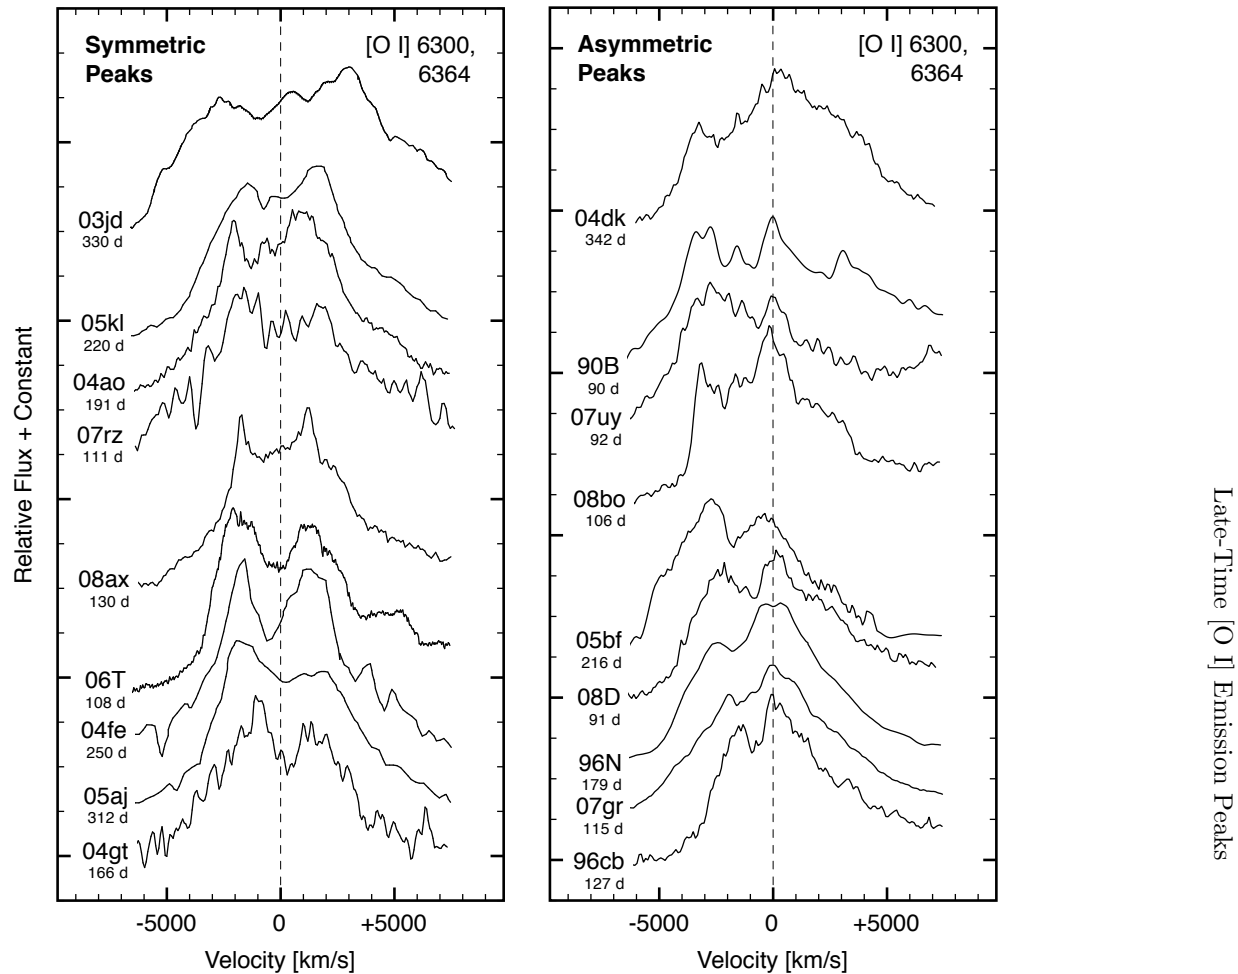 Symmetric
Peaks
[O I] 6300,
6364
03jd
330 d
05kl
220 d
04ao
191 d
07rz
111 d
08ax
130 d
06T
108 d
04fe
250 d
05aj
312 d
04gt
166 d
-5000
0
+5000
Velocity [km/s]
Relative Flux + Constant
Asymmetric
Peaks
[O I] 6300,
6364
04dk
342 d
90B
90 d
07uy
92 d
08bo
106 d
05bf
216 d
08D
91 d
96N
179 d
07gr
115 d
96cb
127 d
-5000
0
+5000
Velocity [km/s]
Late-Time [O I] Emission Peaks